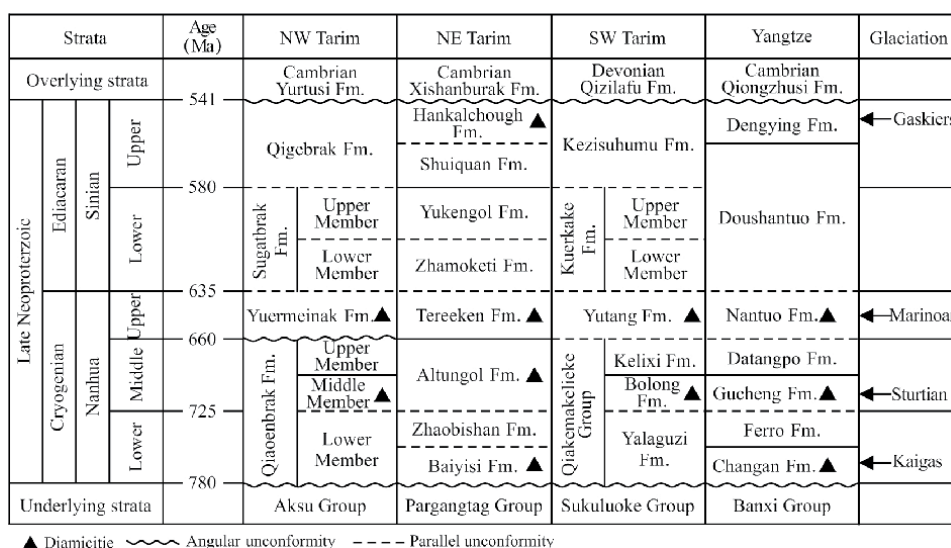 Strata
Age
(Ma)
NW Tarim
NE Tarim
SW Tarim
Yangtze
Glaciation
Overlying strata
Cambrian
Yurtusi Fm.
Cambrian
Xishanburak Fm.
Devonian
Qizilafu Fm.
Cambrian
Qiongzhusi Fm.
541
Late Neoproterzoic
Ediacaran
Sinian
Upper
Qigebrak Fm.
Hankalchough
Fm.
Shuiquan Fm.
Kezisuhumu Fm.
Dengying Fm.
Gaskiers
580
Lower
Sugatbrak
Fm.
Upper
Member
Lower
Member
Yukengol Fm.
Zhamoketi Fm.
Kuerkake
Fm.
Upper
Member
Lower
Member
Doushantuo Fm.
635
Cryogenian
Nanhua
Upper
Yuermeinak Fm.
Tereeken Fm.
Yutang Fm.
Nantuo Fm.
Marinoan
660
Middle
Qiaoenbrak Fm.
Upper
Member
Middle
Member
Altungol Fm.
Qiakemakelieke
Group
Kelixi Fm.
Bolong
Fm.
Datangpo Fm.
Gucheng Fm.
Sturtian
725
Lower
Lower
Member
Zhaobishan Fm.
Baiyisi Fm.
Yalaguzi
Fm.
Ferro Fm.
Changan Fm.
Kaigas
780
Underlying strata
Aksu Group
Pargangtag Group
Sukuluoke Group
Banxi Group
Diamicitie
Angular unconformity
Parallel unconformity